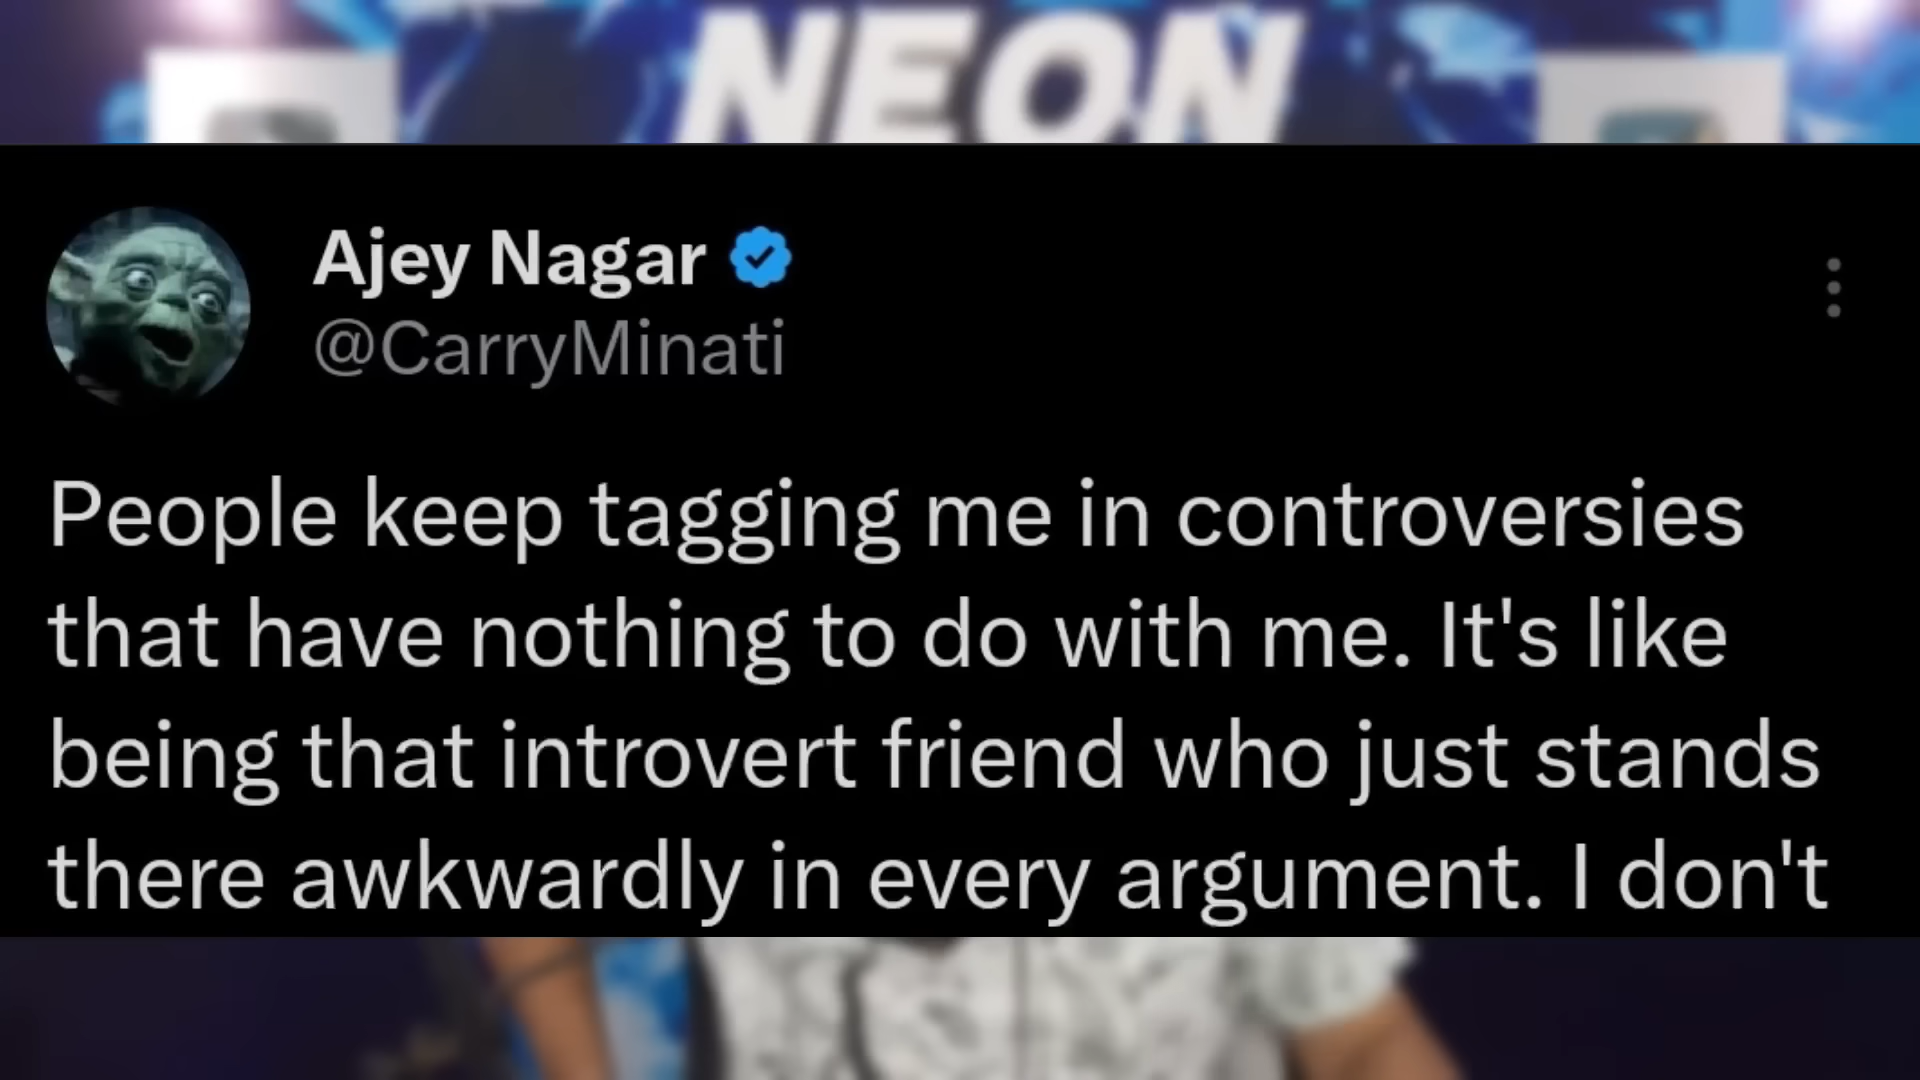 NEON
Ajey Nagar
@CarryMinati
People keep tagging me in controversies
that have nothing to do with me. It's like
being that introvert friend who just stands
there awkwardly in every argument. I don't